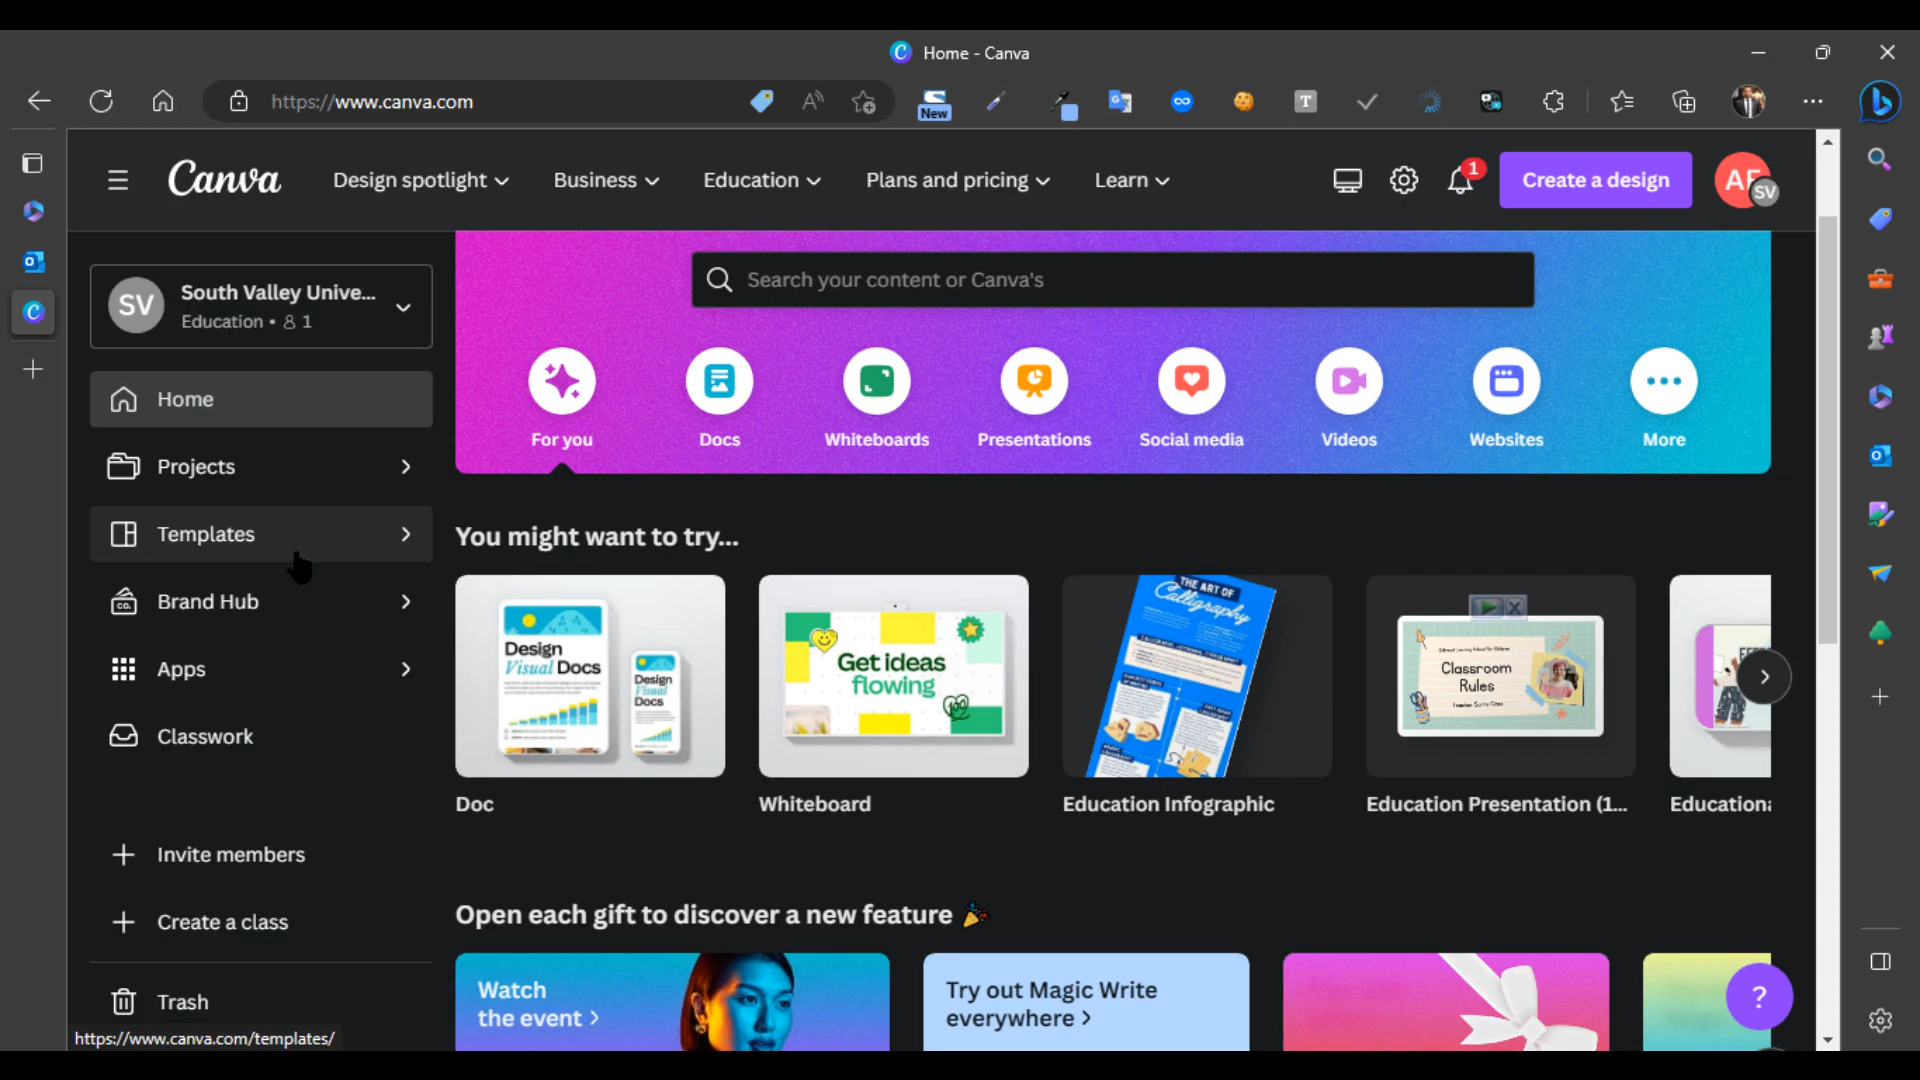 Home - Canva
https://www.canva.com
New
Canva
Design spotlight
Business
Education
Plans and pricing
Learn
1
Create a design
AF
SV
SV
South Valley Unive...
Education • 1
Search your content or Canva's
For you
Docs
Whiteboards
Presentations
Social media
Videos
Websites
More
Home
Projects
Templates
Brand Hub
Apps
Classwork
Invite members
Create a class
Trash
https://www.canva.com/templates/
You might want to try...
Design
Visual Docs
Design
Visual
Docs
Doc
Get ideas
flowing
Whiteboard
THE ART OF
Calligraphy
Education Infographic
Classroom
Rules
Education Presentation (1...
Educationa
Open each gift to discover a new feature
Watch
the event >
Try out Magic Write
everywhere >
?